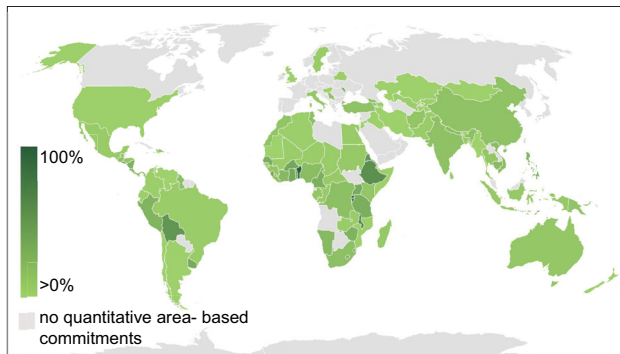 100%
>0%
no quantitative area- based
commitments